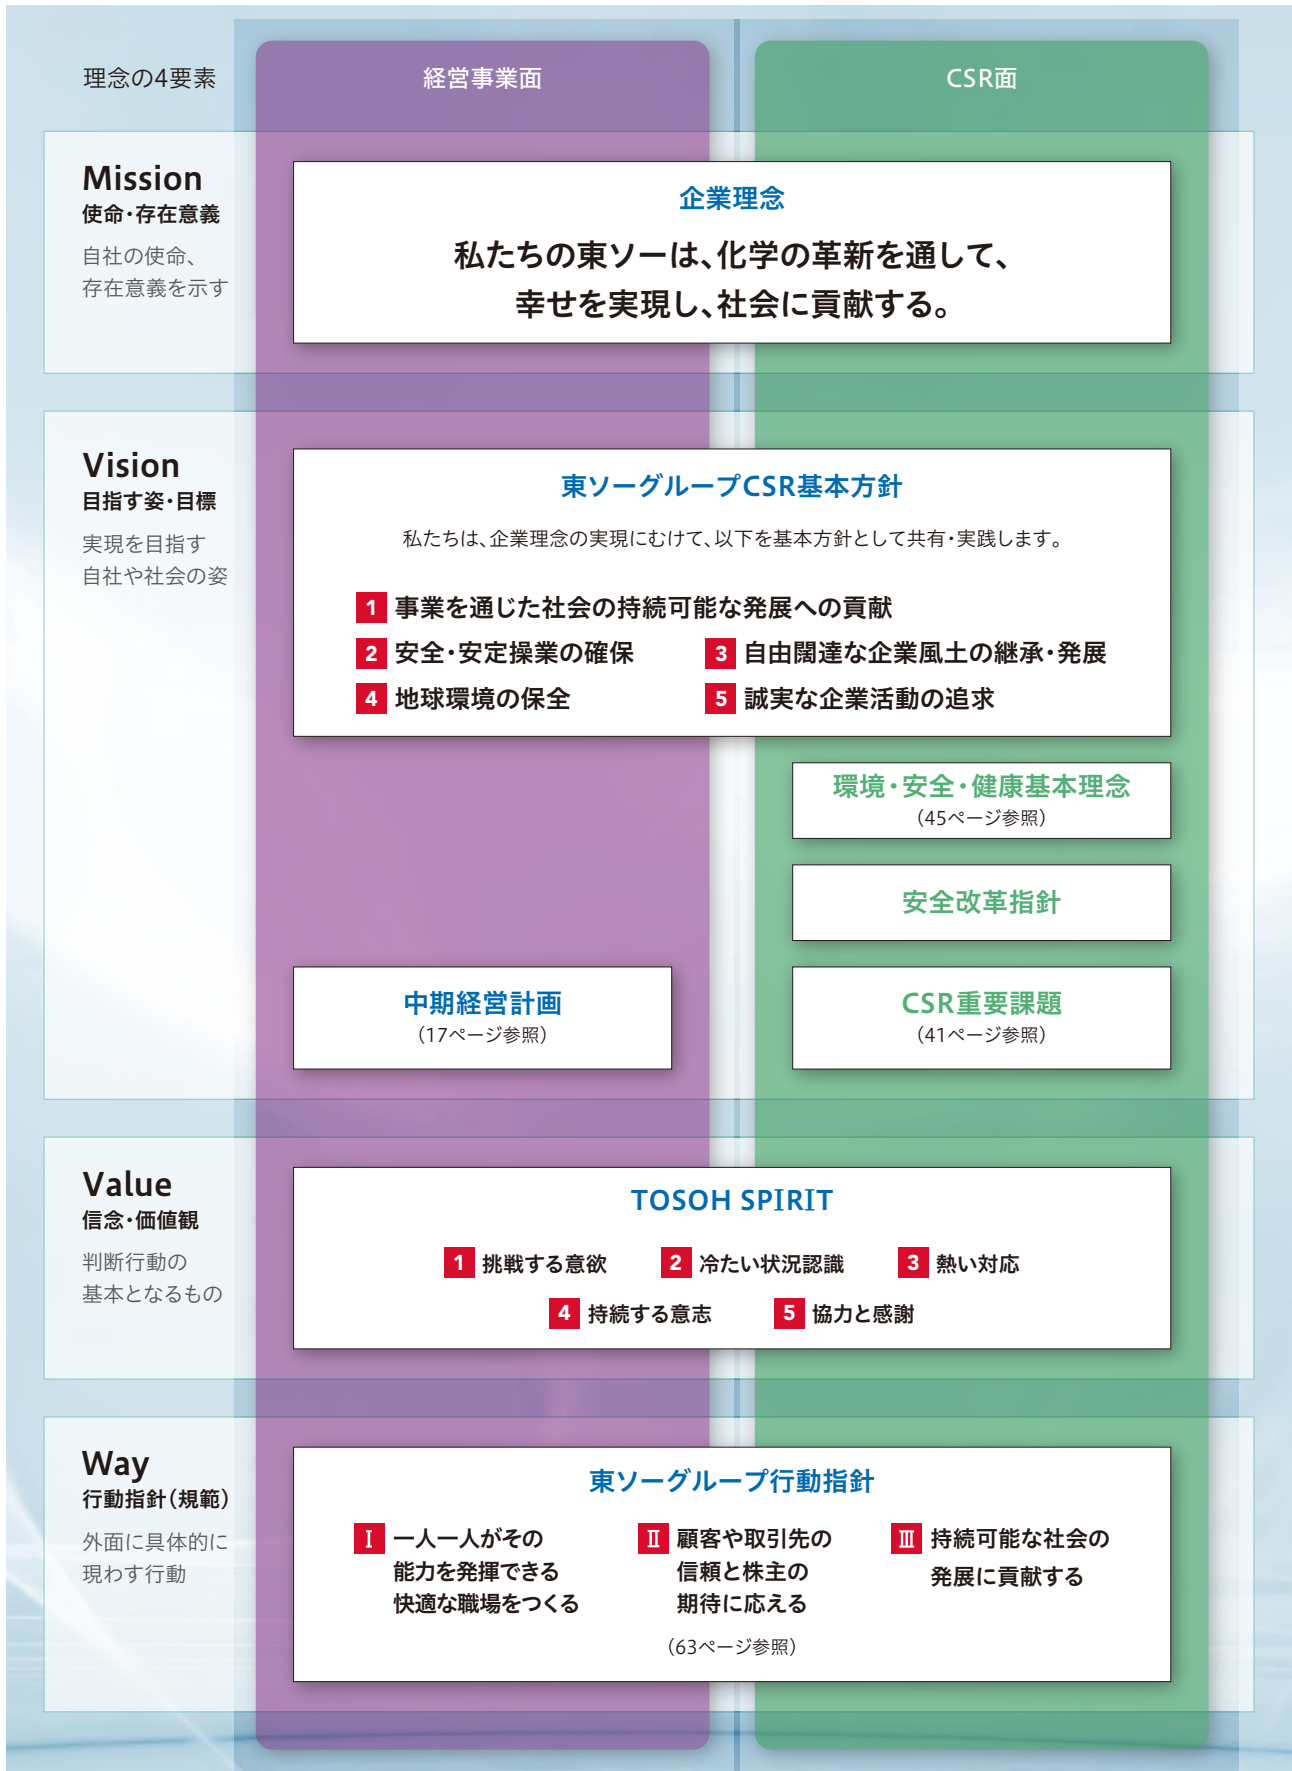 理念の4要素
経営事業面
CSR面
Mission
使命・存在意義
自社の使命、
存在意義を示す
企業理念
私たちの東ソーは、化学の革新を通して、
幸せを実現し、社会に貢献する。
Vision
目指す姿・目標
実現を目指す
自社や社会の姿
東ソーグループCSR基本方針
私たちは、企業理念の実現にむけて、以下を基本方針として共有・実践します。
1 事業を通じた社会の持続可能な発展への貢献
2 安全・安定操業の確保
3 自由闊達な企業風土の継承・発展
4 地球環境の保全
5 誠実な企業活動の追求
環境・安全・健康基本理念
（45ページ参照）
安全改革指針
中期経営計画
（17ページ参照）
CSR重要課題
（41ページ参照）
Value
信念・価値観
判断行動の
基本となるもの
TOSOH SPIRIT
1 挑戦する意欲
2 冷たい状況認識
3 熱い対応
4 持続する意志
5 協力と感謝
Way
行動指針（規範）
外面に具体的に
現わす行動
東ソーグループ行動指針
Ⅰ 一人一人がその
能力を発揮できる
快適な職場をつくる
Ⅱ 顧客や取引先の
信頼と株主の
期待に応える
Ⅲ 持続可能な社会の
発展に貢献する
（63ページ参照）